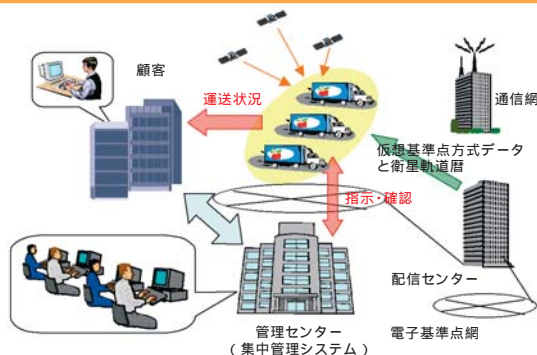 顧客
運送状況
通信網
仮想基準点方式データ
と衛星軌道暦
指示・確認
配信センター
管理センター
（集中管理システム）
電子基準点網